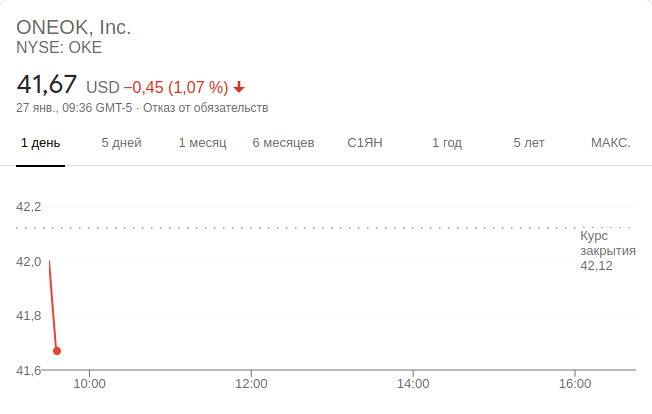 ONEOK, Inc.
NYSE: OKE
41,67 USD −0,45 (1,07 %)
27 янв., 09:36 GMT-5 · Отказ от обязательств
1 день 5 дней 1 месяц 6 месяцев С1ЯН 1 год 5 лет МАКС.
42,2
Курс
закрытия
42,12
42,0
41,8
41,6
10:00 12:00 14:00 16:00